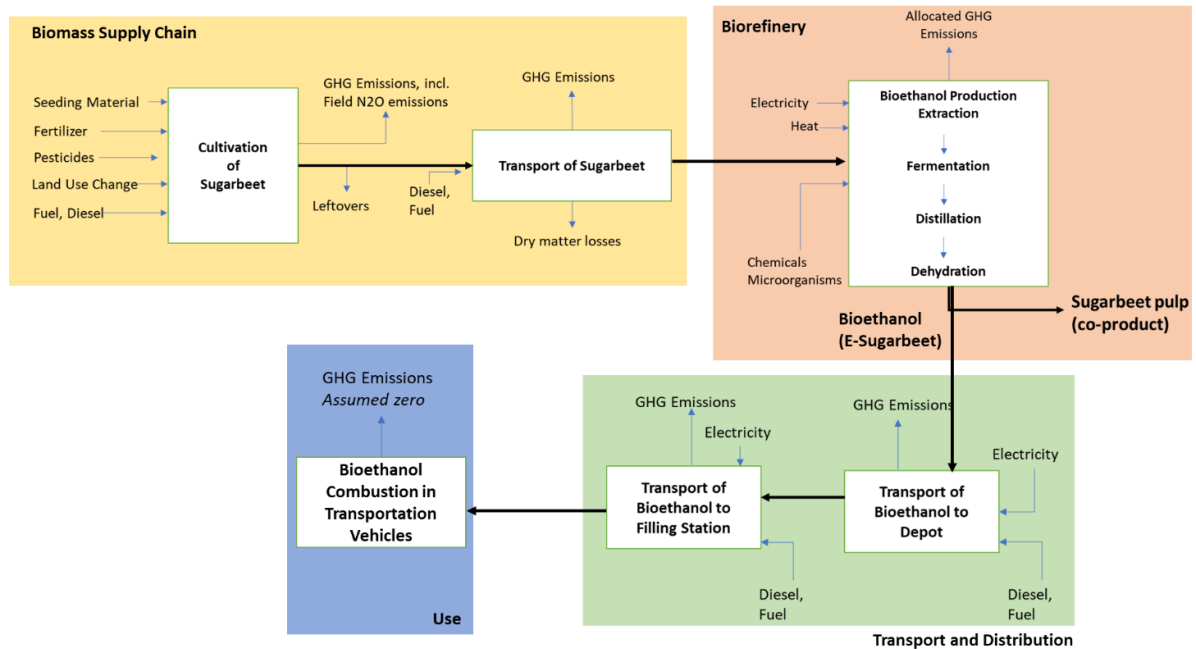 Biomass Supply Chain
Seeding Material
Fertilizer
Pesticides
Land Use Change
Fuel, Diesel
Cultivation
of
Sugarbeet
GHG Emissions, incl.
Field N2O emissions
Leftovers
Diesel,
Fuel
GHG Emissions
Transport of Sugarbeet
Dry matter losses
Biorefinery
Allocated GHG
Emissions
Electricity
Heat
Chemicals
Microorganisms
Bioethanol Production
Extraction
Fermentation
Distillation
Dehydration
Bioethanol
(E-Sugarbeet)
Sugarbeet pulp
(co-product)
GHG Emissions
Electricity
Transport of
Bioethanol to
Depot
Diesel,
Fuel
GHG Emissions
Electricity
Transport of
Bioethanol to
Filling Station
Diesel,
Fuel
Transport and Distribution
GHG Emissions
Assumed zero
Bioethanol
Combustion in
Transportation
Vehicles
Use